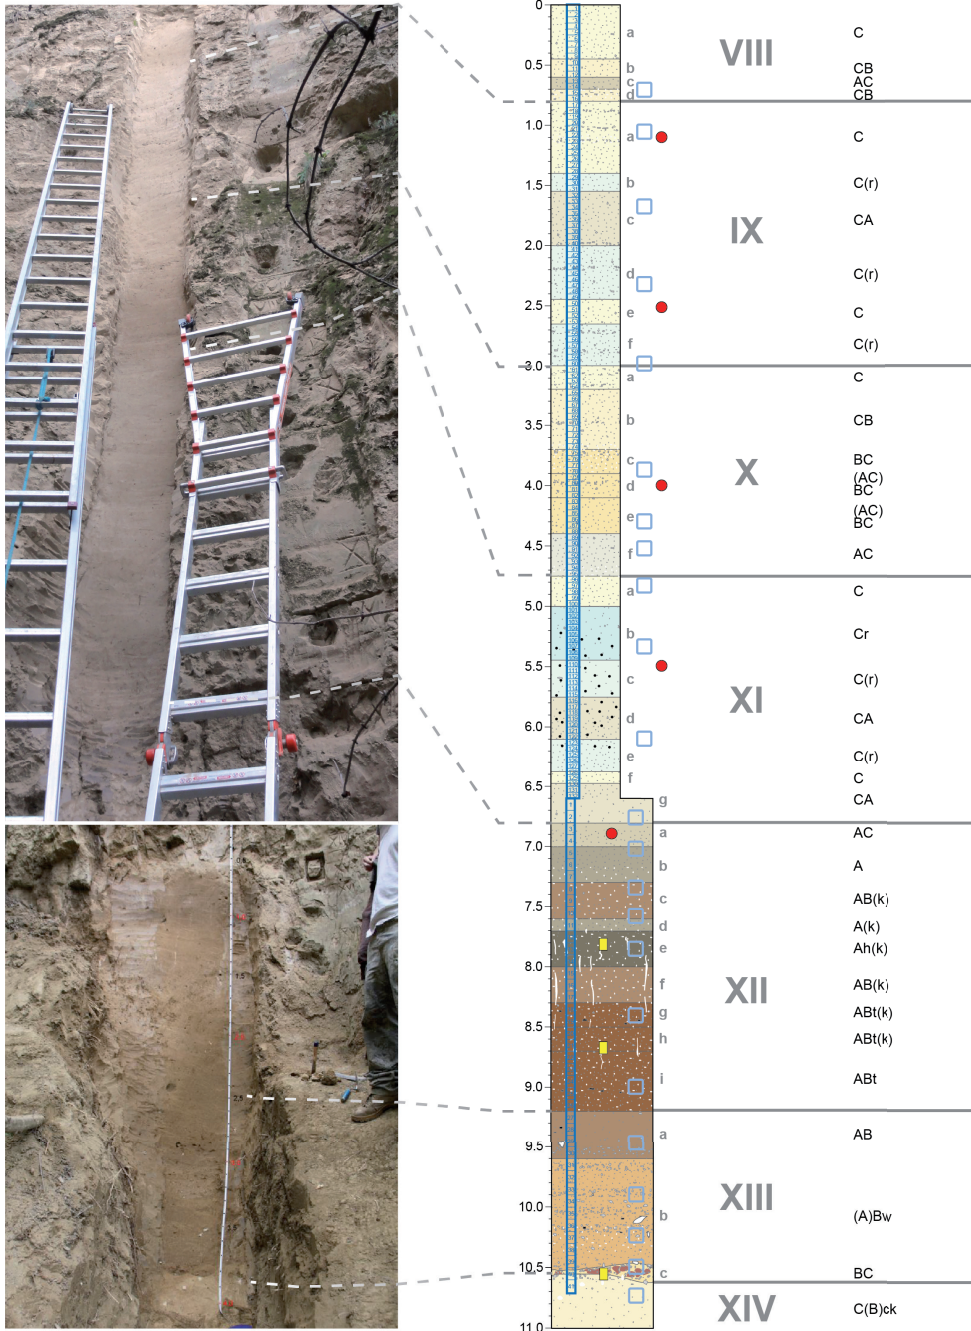 0
a
C
VIII
0.5
b
CB
c
AC
d
CB
1.0
a
C
1.5
b
C(r)
c
CA
IX
2.0
d
C(r)
2.5
e
C
f
C(r)
3.0
a
C
3.5
b
CB
c
BC
X
(AC)
4.0
d
BC
(AC)
e
BC
4.5
f
AC
a
C
5.0
b
Cr
5.5
c
C(r)
XI
d
CA
6.0
e
C(r)
f
C
6.5
g
CA
a
AC
7.0
b
A
7.5
c
AB(k)
d
A(k)
e
Ah(k)
8.0
f
AB(k)
XII
g
ABt(k)
8.5
h
ABt(k)
i
ABt
9.0
a
AB
9.5
XIII
10.0
b
(A)Bw
10.5
c
BC
XIV
C(B)ck
11.0